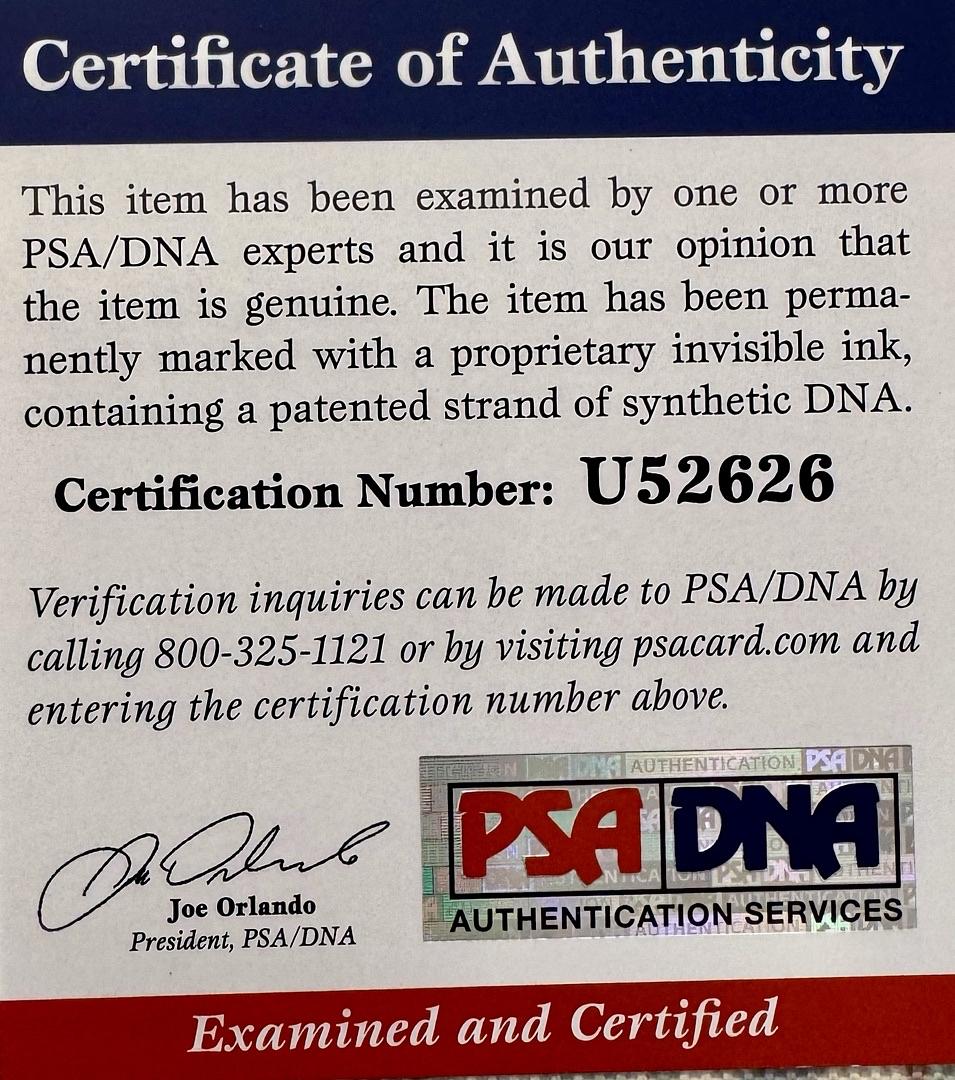 Certificate of Authenticity
This item has been examined by one or more
PSA/DNA experts and it is our opinion that
the item is genuine. The item has been perma-
nently marked with a proprietary invisible ink,
containing a patented strand of synthetic DNA.
Certification Number: U52626
Verification inquiries can be made to PSA/DNA by
calling 800-325-1121 or by visiting psacard.com and
entering the certification number above.
AUTHENTICATION PSA DNA
PSA DNA
AUTHENTICATION SERVICES
Joe Orlando
President, PSA/DNA
Examined and Certified